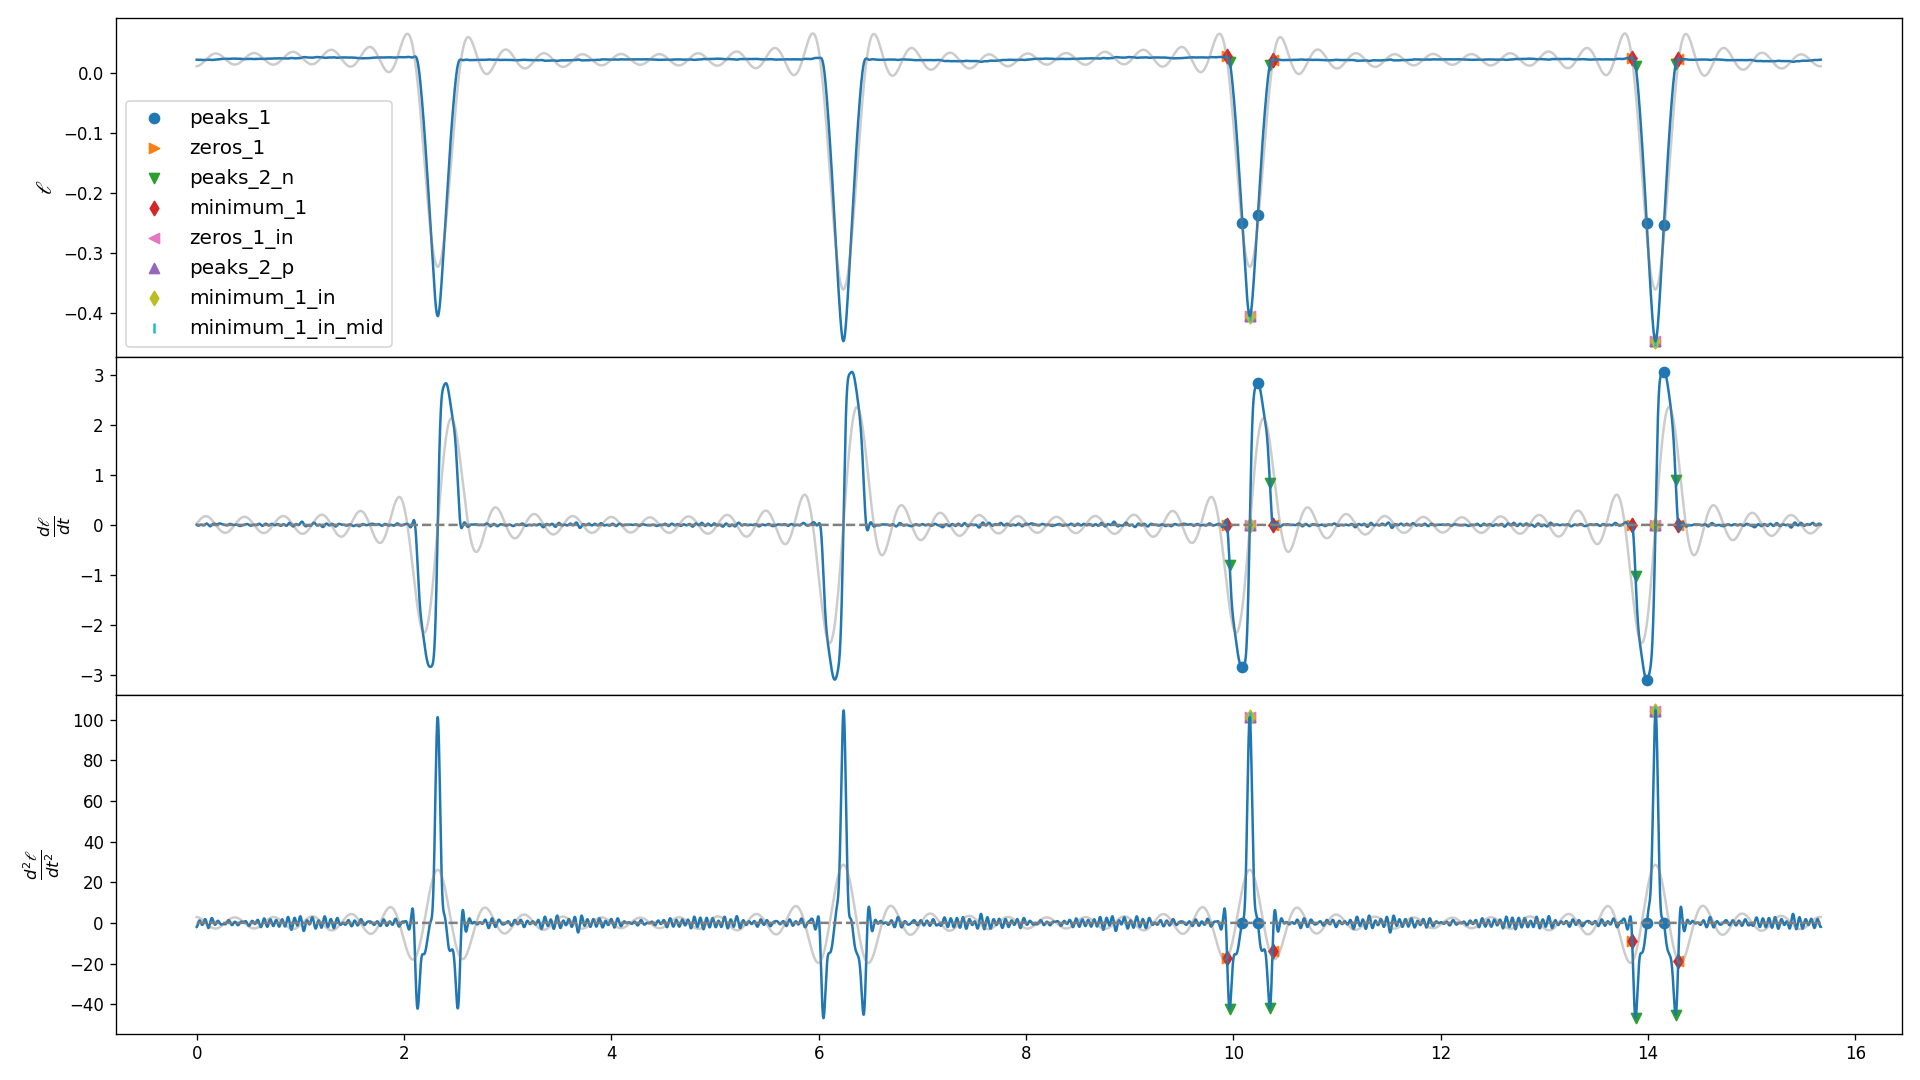 0.0
−0.1
−0.2
−0.3
−0.4
ℓ
peaks_1
zeros_1
peaks_2_n
minimum_1
zeros_1_in
peaks_2_p
minimum_1_in
minimum_1_in_mid
3
2
1
0
−1
−2
−3
dℓ
dt
100
80
60
40
20
0
−20
−40
d²ℓ
dt²
0 2 4 6 8 10 12 14 16